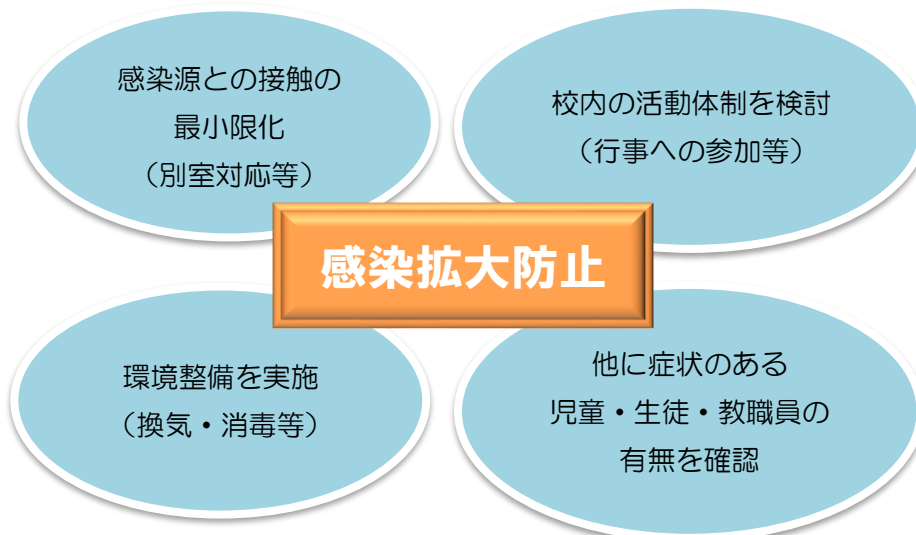 感染源との接触の
最小限化
（別室対応等）
校内の活動体制を検討
（行事への参加等）
感染拡大防止
環境整備を実施
（換気・消毒等）
他に症状のある
児童・生徒・教職員の
有無を確認